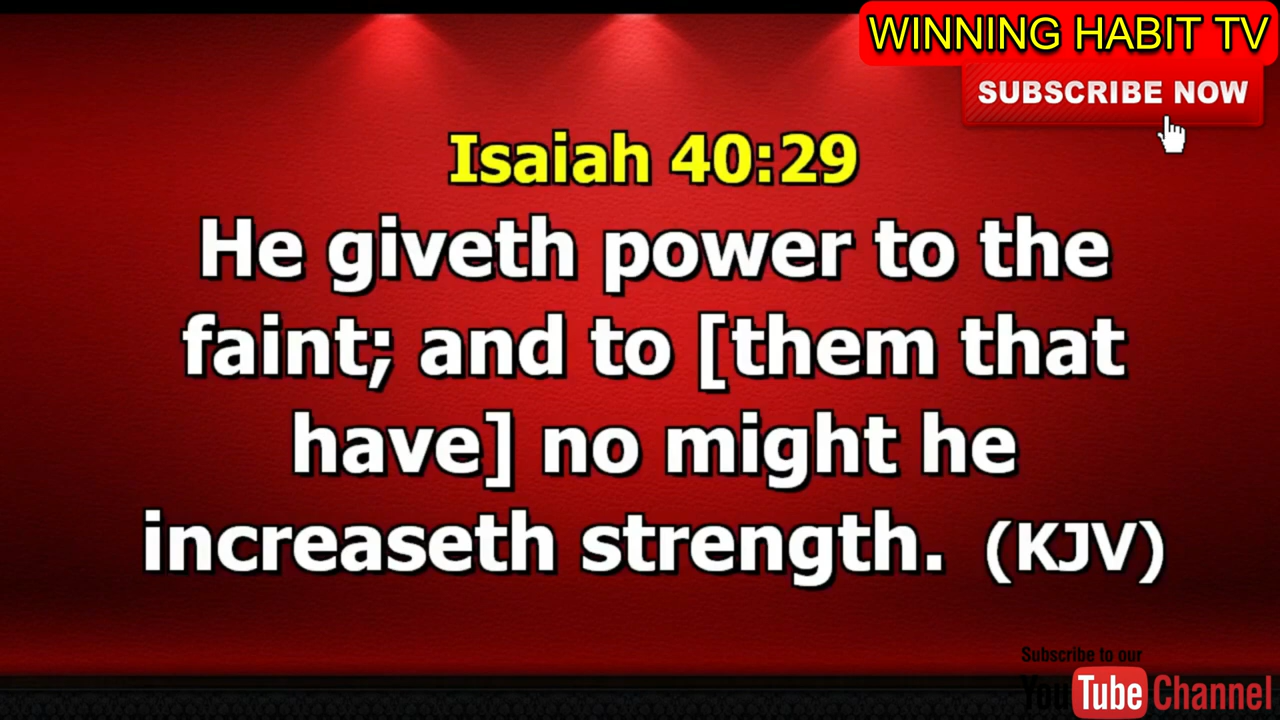 WINNING HABIT TV
SUBSCRIBE NOW
Isaiah 40:29
He giveth power to the
faint; and to [them that
have] no might he
increaseth strength. (KJV)
Subscribe to our
YouTube Channel